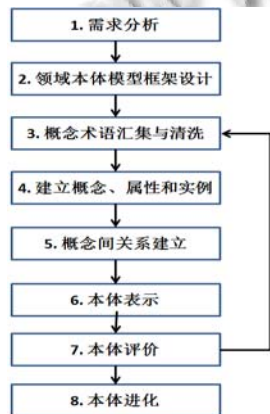 1. 需求分析
2. 领域本体模型框架设计
3. 概念术语汇集与清洗
4. 建立概念、属性和实例
5. 概念间关系建立
6. 本体表示
7. 本体评价
8. 本体进化